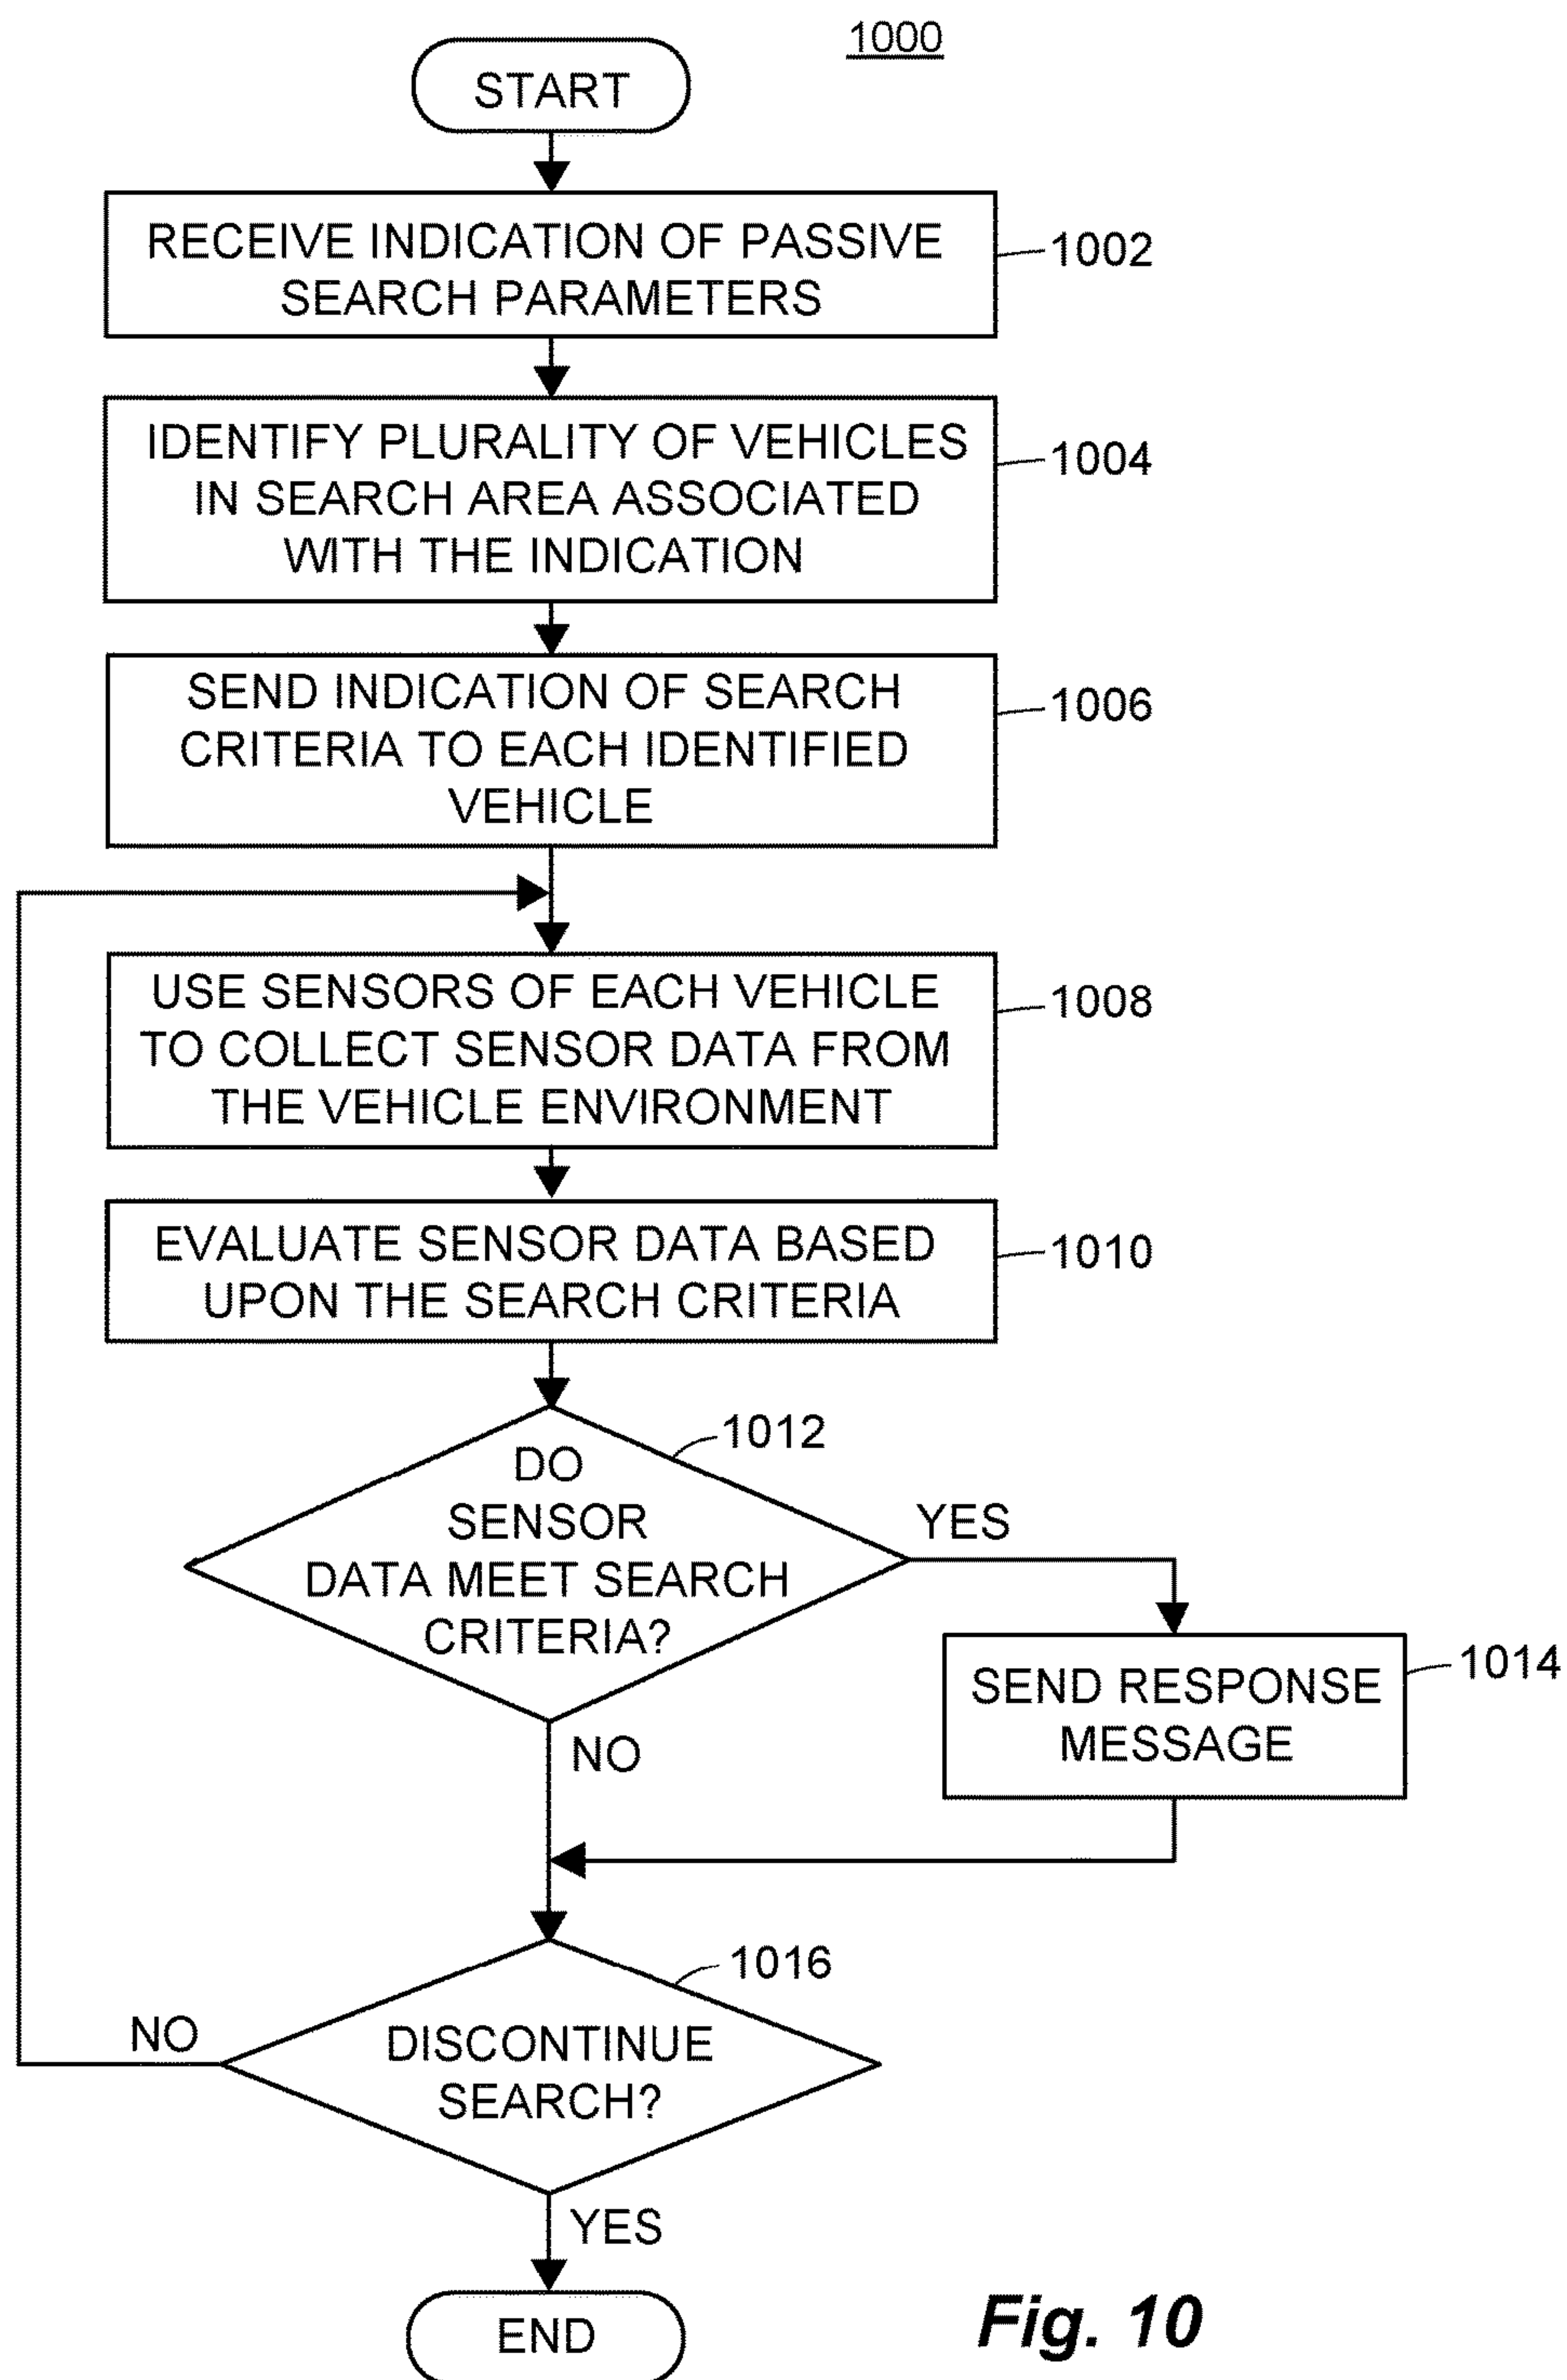 1000
START
RECEIVE INDICATION OF PASSIVE
SEARCH PARAMETERS
1002
IDENTIFY PLURALITY OF VEHICLES
IN SEARCH AREA ASSOCIATED
WITH THE INDICATION
1004
SEND INDICATION OF SEARCH
CRITERIA TO EACH IDENTIFIED
VEHICLE
1006
USE SENSORS OF EACH VEHICLE
TO COLLECT SENSOR DATA FROM
THE VEHICLE ENVIRONMENT
1008
EVALUATE SENSOR DATA BASED
UPON THE SEARCH CRITERIA
1010
1012
DO
SENSOR
DATA MEET SEARCH
CRITERIA?
YES
NO
SEND RESPONSE
MESSAGE
1014
1016
DISCONTINUE
SEARCH?
NO
YES
END
Fig. 10